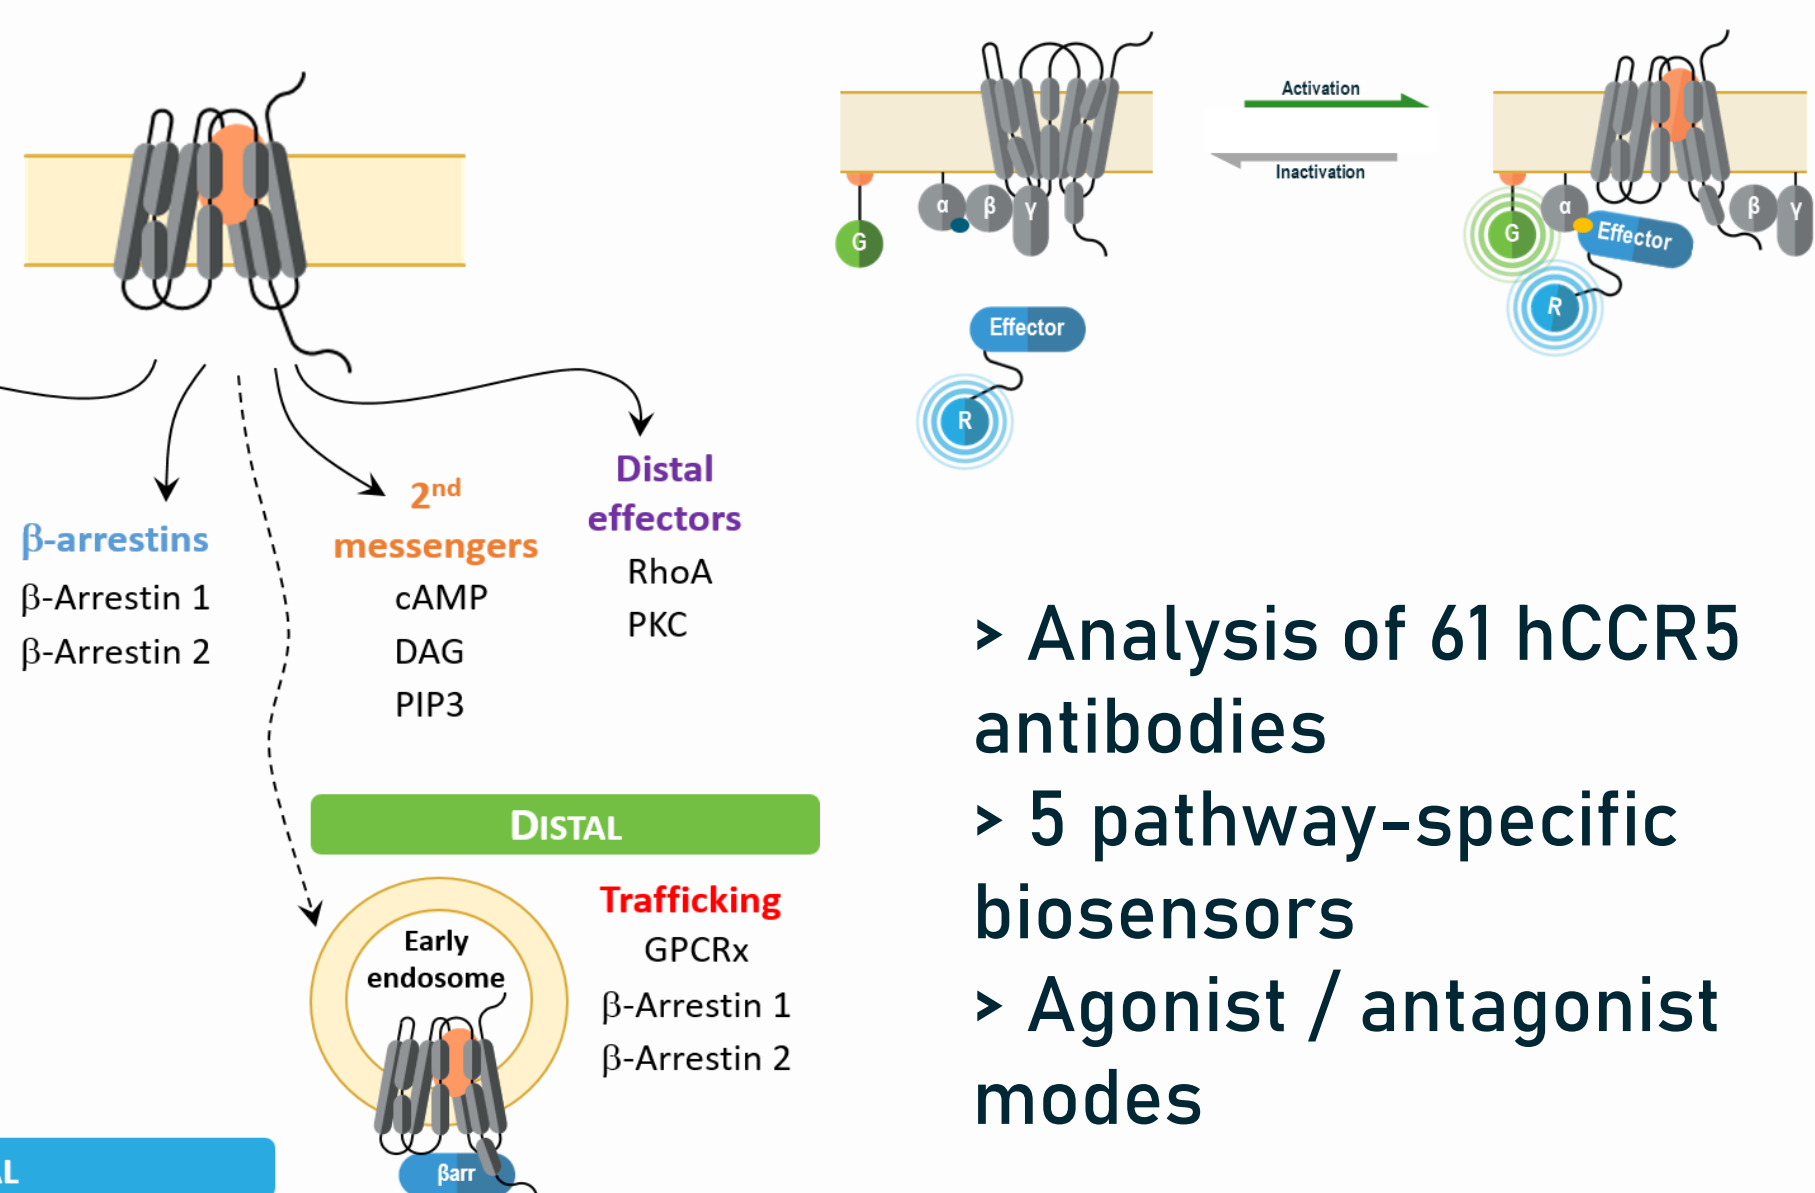 β-arrestins
β-Arrestin 1
β-Arrestin 2
2nd
messengers
cAMP
DAG
PIP3
Distal
effectors
RhoA
PKC
DISTAL
Early
endosome
βarr
Trafficking
GPCRx
β-Arrestin 1
β-Arrestin 2
G
α
β
γ
Effector
R
Activation
Inactivation
G
α
Effector
R
β
γ
> Analysis of 61 hCCR5
antibodies
> 5 pathway-specific
biosensors
> Agonist / antagonist
modes